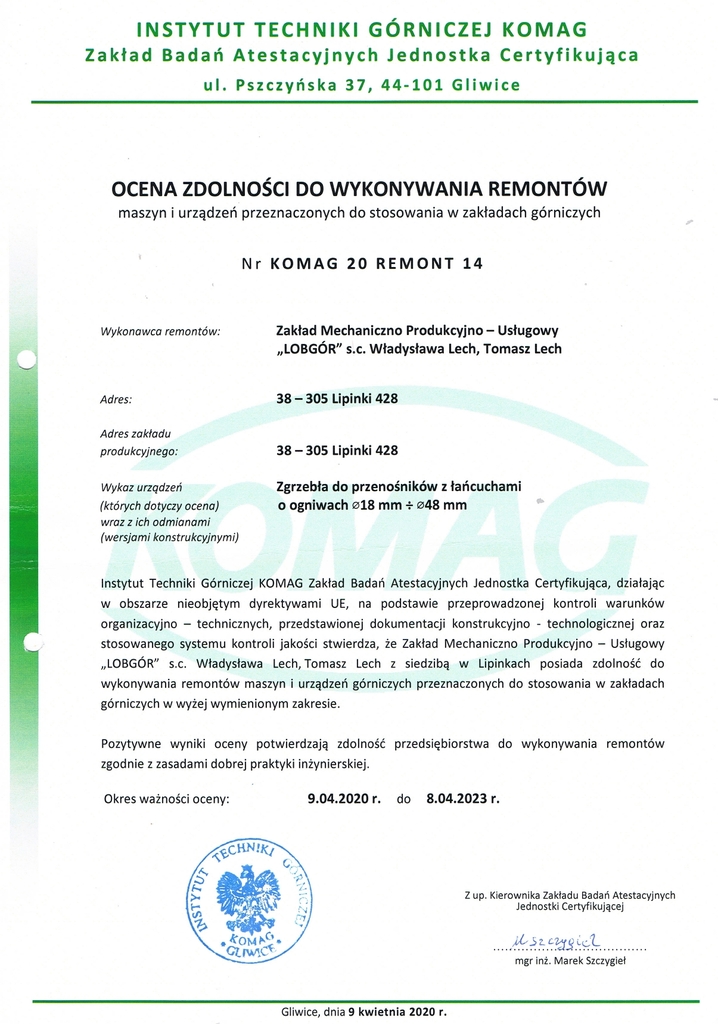 INSTYTUT TECHNIKI GÓRNICZEJ KOMAG
Zakład Badań Atestacyjnych Jednostka Certyfikująca
ul. Pszczyńska 37, 44-101 Gliwice
OCENA ZDOLNOŚCI DO WYKONYWANIA REMONTÓW
maszyn i urządzeń przeznaczonych do stosowania w zakładach górniczych
Nr KOMAG 20 REMONT 14
Wykonawca remontów: Zakład Mechaniczno Produkcyjno – Usługowy
„LOBGÓR” s.c. Władysława Lech, Tomasz Lech
Adres: 38 – 305 Lipinki 428
Adres zakładu
produkcyjnego: 38 – 305 Lipinki 428
Wykaz urządzeń Zgrzebła do przenośników z łańcuchami
(których dotyczy ocena) o ogniwach ⌀18 mm ÷ ⌀48 mm
wraz z ich odmianami
(wersjami konstrukcyjnymi)
KOMAG
Instytut Techniki Górniczej KOMAG Zakład Badań Atestacyjnych Jednostka Certyfikująca, działając
w obszarze nieobjętym dyrektywami UE, na podstawie przeprowadzonej kontroli warunków
organizacyjno – technicznych, przedstawionej dokumentacji konstrukcyjno - technologicznej oraz
stosowanego systemu kontroli jakości stwierdza, że Zakład Mechaniczno Produkcyjno – Usługowy
„LOBGÓR” s.c. Władysława Lech, Tomasz Lech z siedzibą w Lipinkach posiada zdolność do
wykonywania remontów maszyn i urządzeń górniczych przeznaczonych do stosowania w zakładach
górniczych w wyżej wymienionym zakresie.
Pozytywne wyniki oceny potwierdzają zdolność przedsiębiorstwa do wykonywania remontów
zgodnie z zasadami dobrej praktyki inżynierskiej.
Okres ważności oceny: 9.04.2020 r. do 8.04.2023 r.
INSTYTUT TECHNIKI GÓRNICZEJ
KOMAG
GLIWICE
Z up. Kierownika Zakładu Badań Atestacyjnych
Jednostki Certyfikującej
MSzczygieł
mgr inż. Marek Szczygieł
Gliwice, dnia 9 kwietnia 2020 r.